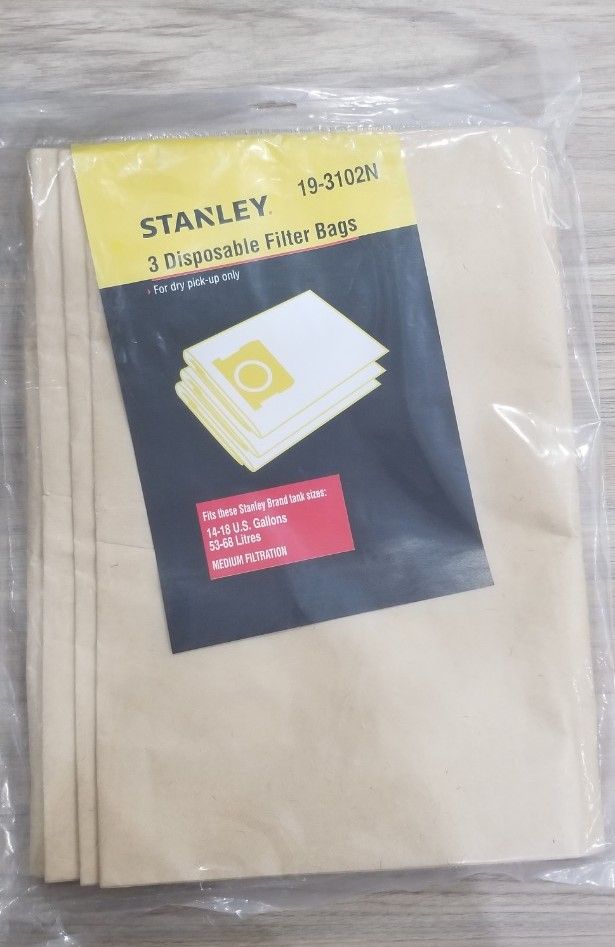 19-3102N
STANLEY
3 Disposable Filter Bags
› For dry pick-up only
Fits these Stanley Brand tank sizes:
14-18 U.S. Gallons
53-68 Litres
MEDIUM FILTRATION